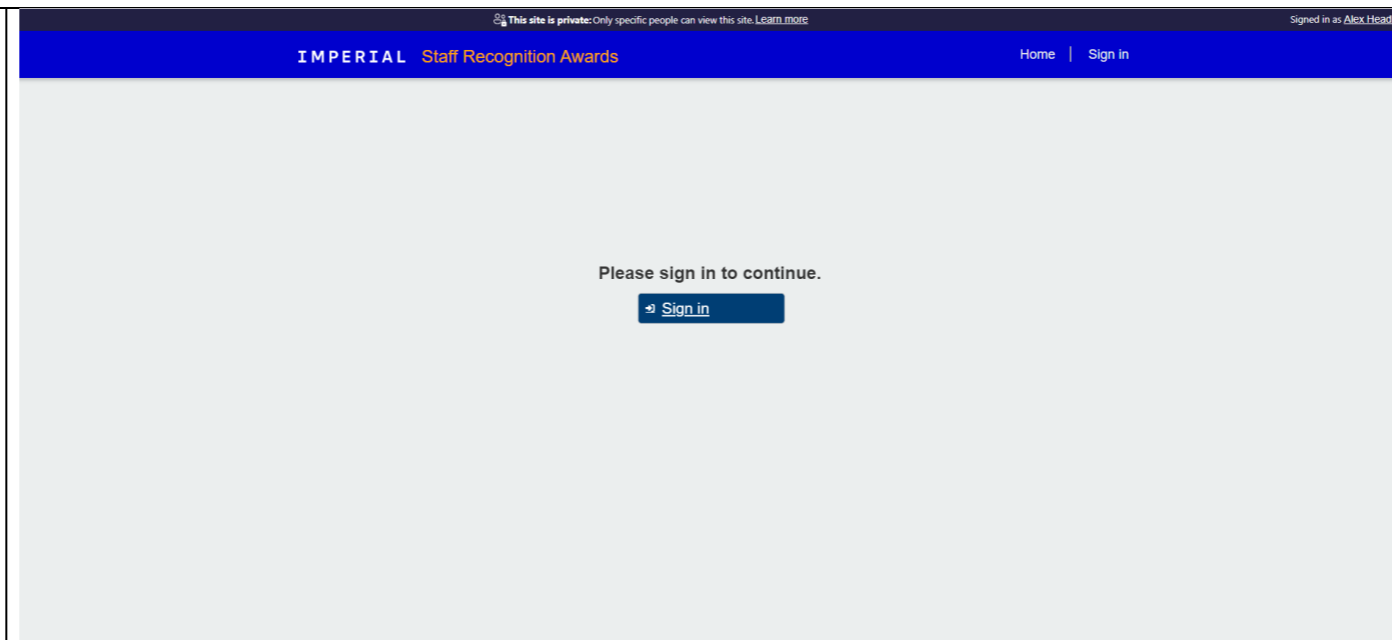 This site is private: Only specific people can view this site. Learn more
Signed in as Alex Head
IMPERIAL Staff Recognition Awards
Home | Sign in
Please sign in to continue.
Sign in